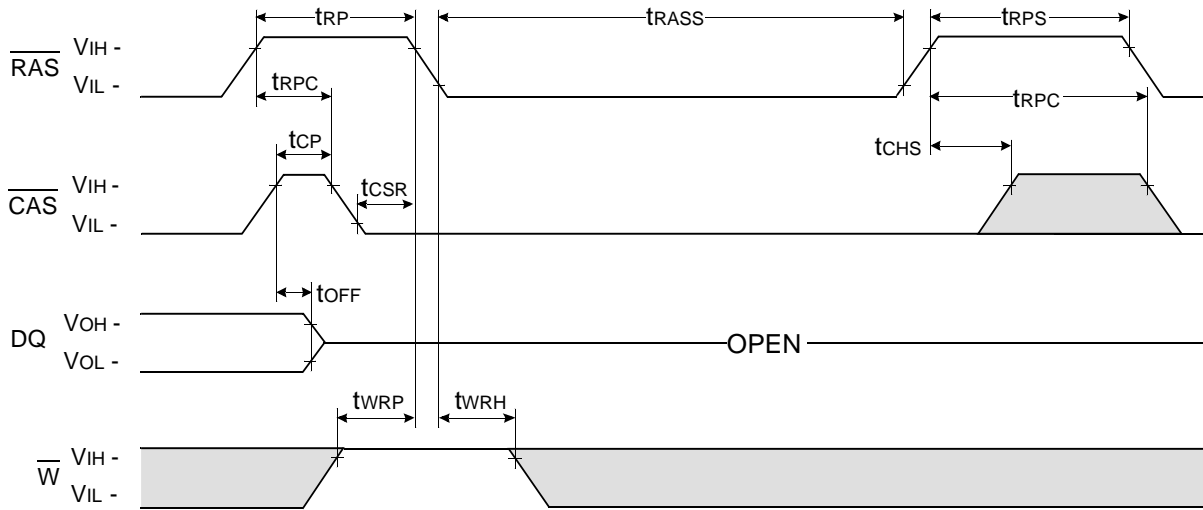 tRP
tRASS
tRPS
RAS
VIH -
VIL -
tRPC
tRPC
tCP
tCHS
CAS
VIH -
VIL -
tCSR
tOFF
DQ
VOH -
VOL -
OPEN
tWRP
tWRH
W
VIH -
VIL -